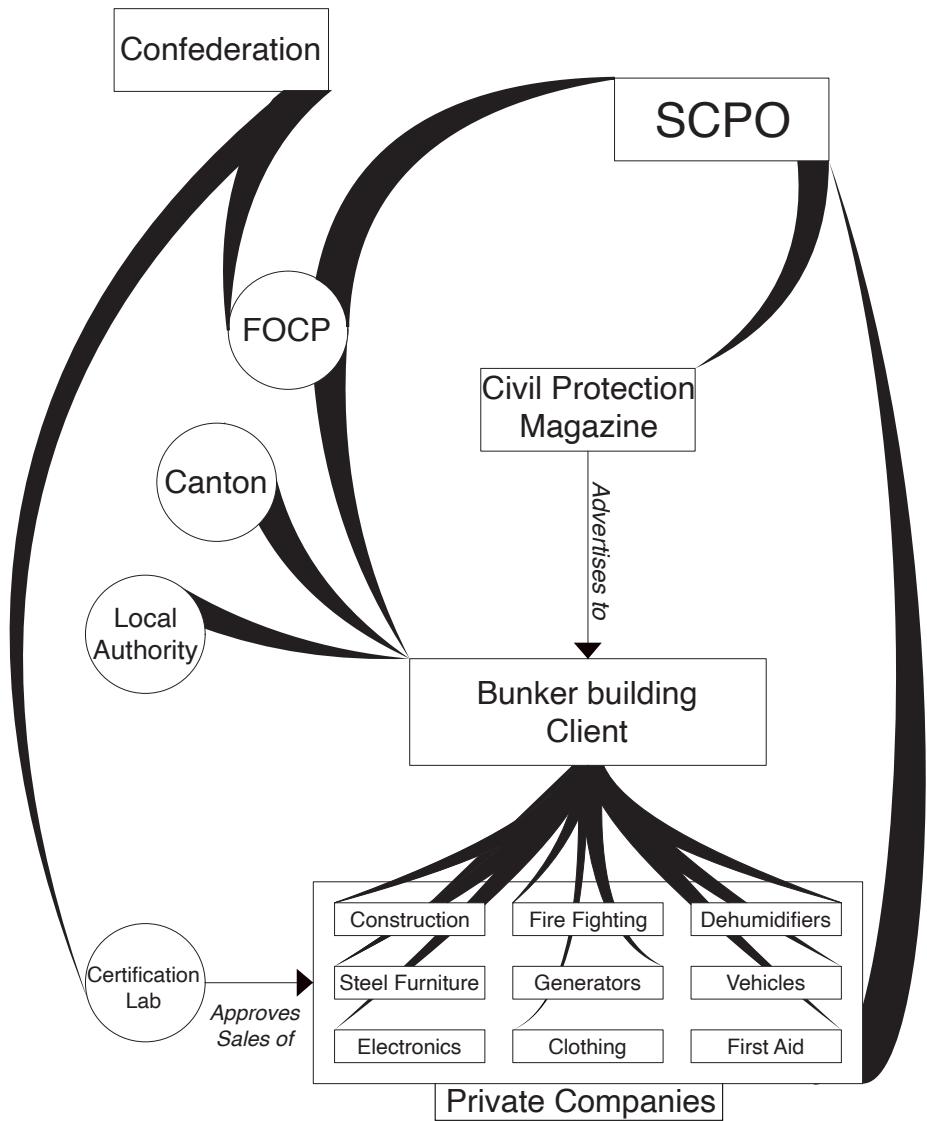 Confederation
SCPO
FOCP
Civil Protection
Magazine
Canton
Advertises to
Local
Authority
Bunker building
Client
Construction
Fire Fighting
Dehumidifiers
Certification
Lab
Approves
Sales of
Steel Furniture
Generators
Vehicles
Electronics
Clothing
First Aid
Private Companies